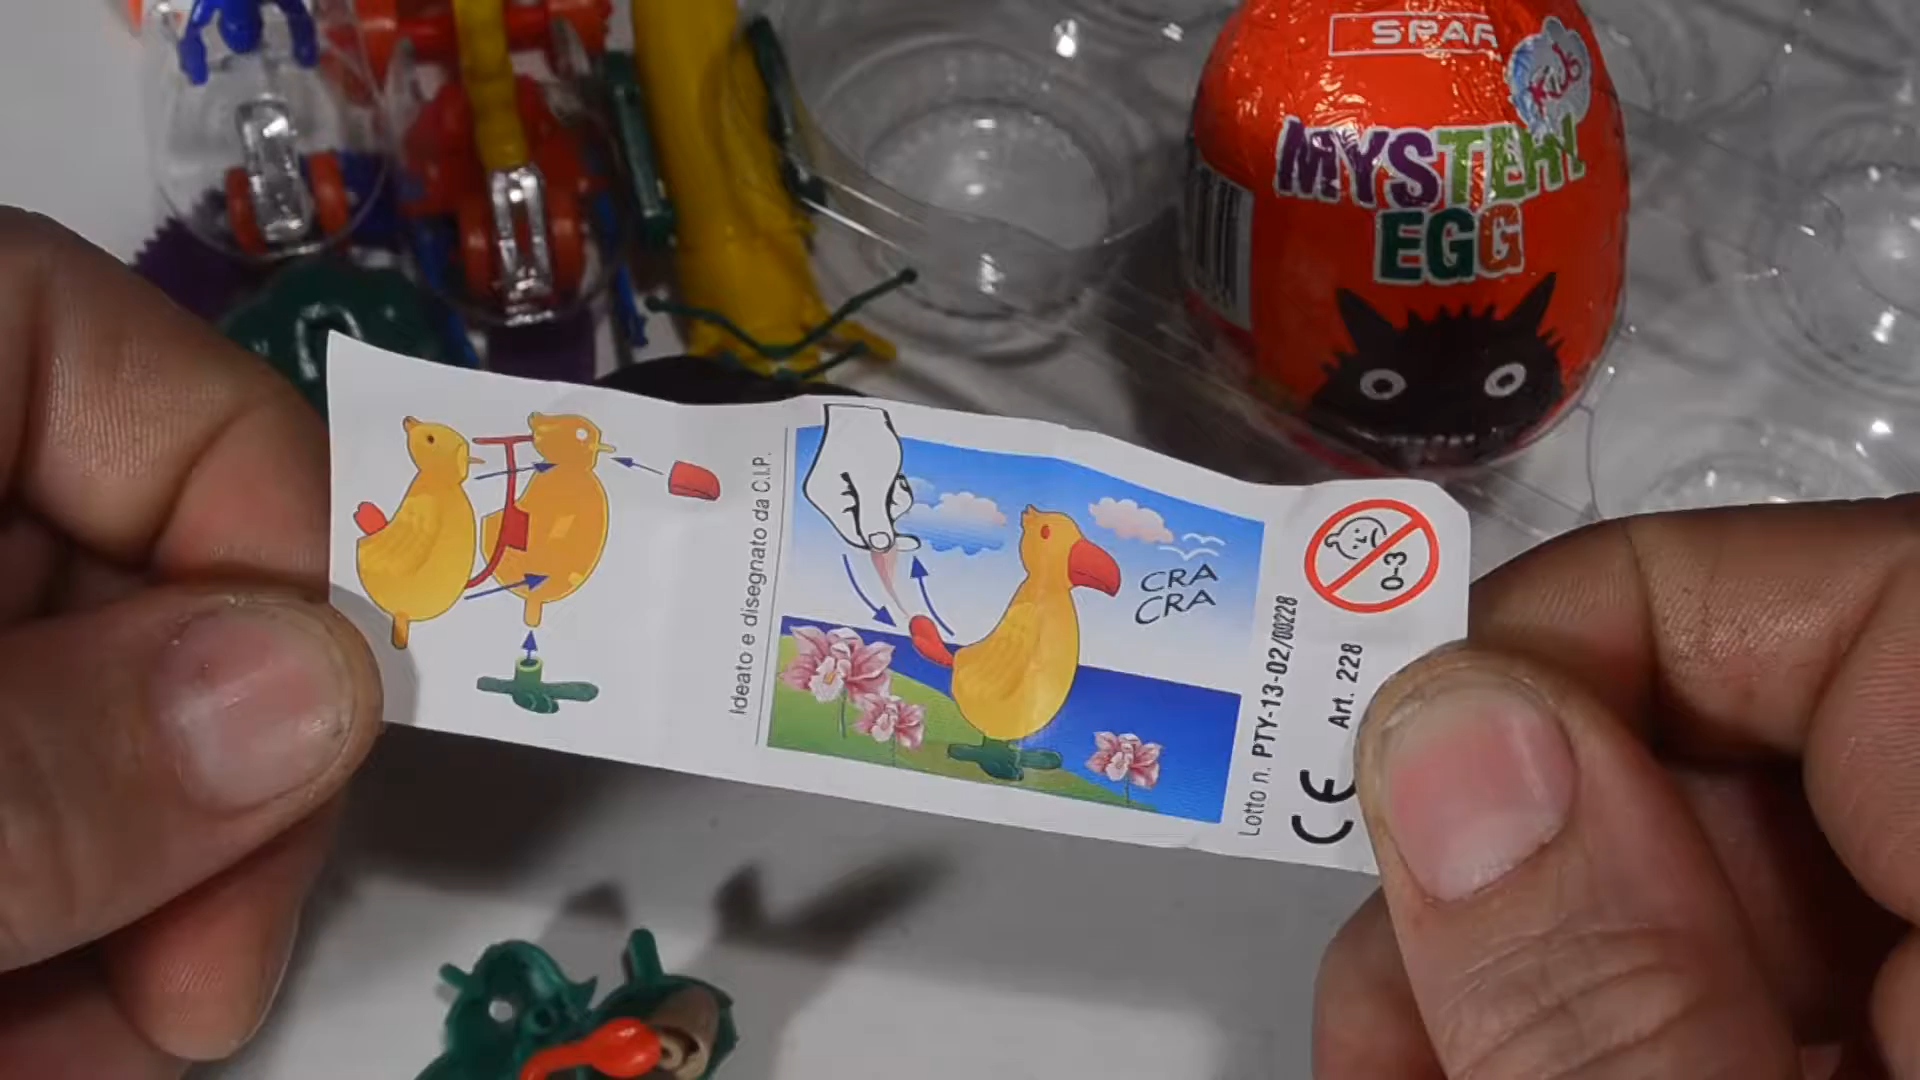 SPAR
KIDS
MYSTERY
EGG
Ideato e disegnato da C.I.P.
CRA
CRA
Lotto n. PTY-13-02/00228
Art. 228
0-3
CE